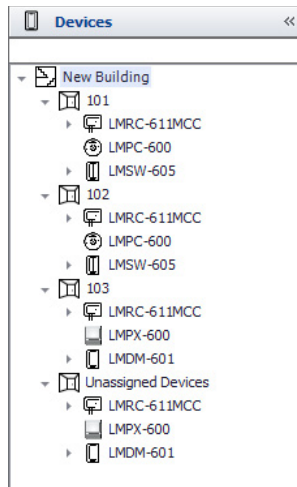 Devices
New Building
101
LMRC-611MCC
LMPC-600
LMSW-605
102
LMRC-611MCC
LMPC-600
LMSW-605
103
LMRC-611MCC
LMPX-600
LMDM-601
Unassigned Devices
LMRC-611MCC
LMPX-600
LMDM-601